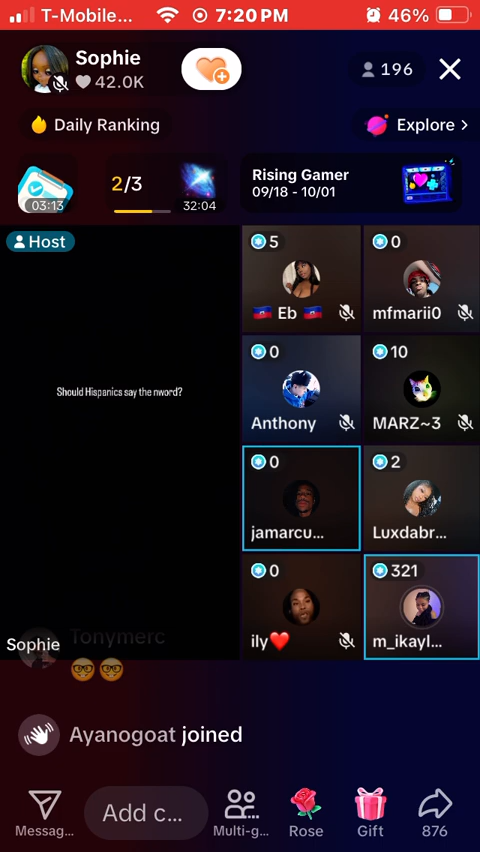 T-Mobile... 7:20 PM 46%
Sophie
42.0K
196
Daily Ranking
Explore >
03:13
2/3
32:04
Rising Gamer
09/18 - 10/01
Host
Should Hispanics say the nword?
5
🇭🇹 Eb 🇭🇹
0
mfmarii0
0
Anthony
10
MARZ~3
0
jamarcu...
2
Luxdabr...
0
ily❤️
321
m_ikayl...
Sophie
Tonymerc
🤓🤓
Ayanogoat joined
Messag...
Add c...
Multi-g...
Rose
Gift
876